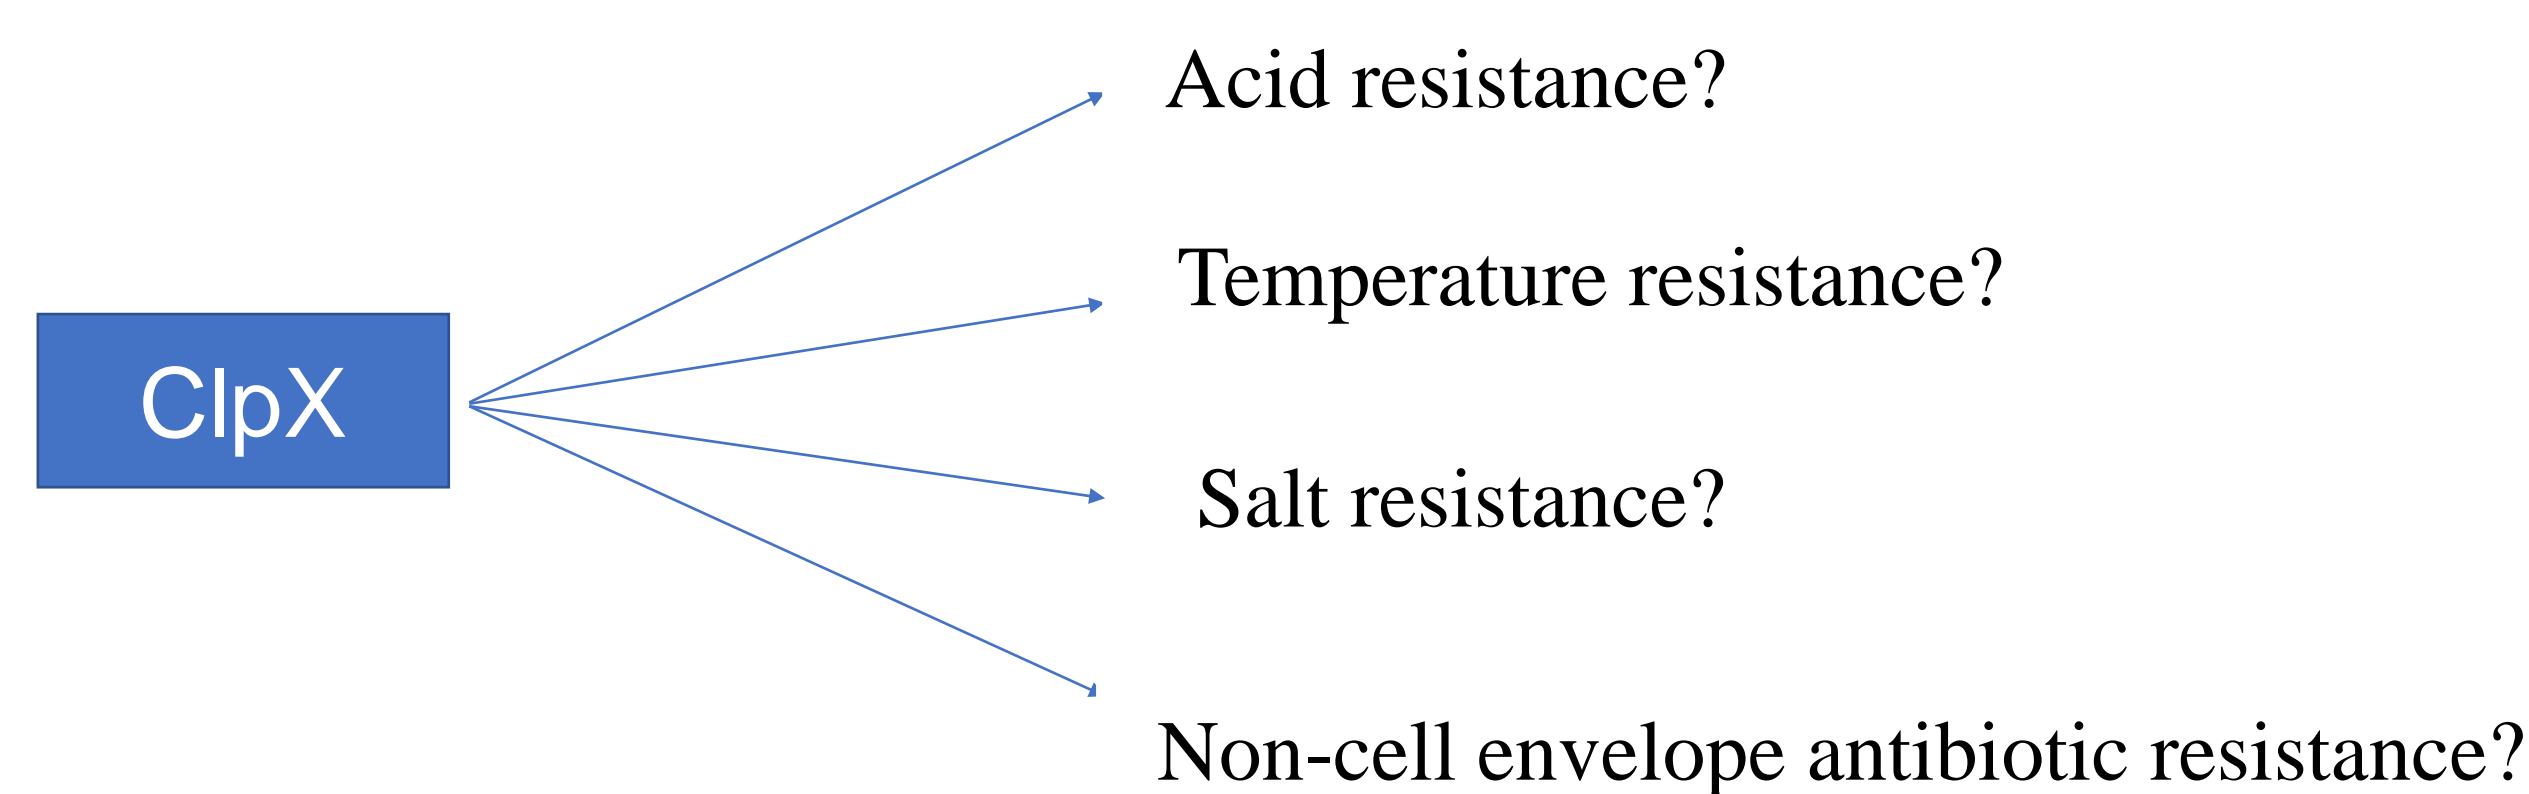 Acid resistance?
Temperature resistance?
ClpX
Salt resistance?
Non-cell envelope antibiotic resistance?